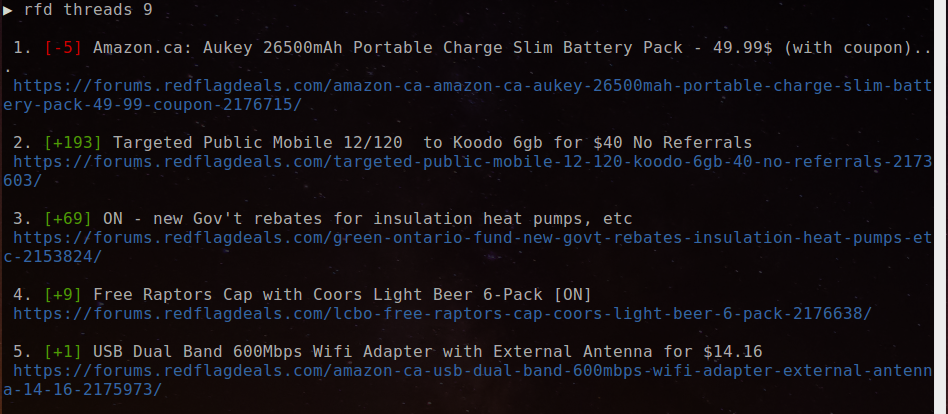 ▶ rfd threads 9
1. [-5] Amazon.ca: Aukey 26500mAh Portable Charge Slim Battery Pack - 49.99$ (with coupon)..
.
https://forums.redflagdeals.com/amazon-ca-amazon-ca-aukey-26500mah-portable-charge-slim-batt
ery-pack-49-99-coupon-2176715/
2. [+193] Targeted Public Mobile 12/120  to Koodo 6gb for $40 No Referrals
https://forums.redflagdeals.com/targeted-public-mobile-12-120-koodo-6gb-40-no-referrals-2173
603/
3. [+69] ON - new Gov't rebates for insulation heat pumps, etc
https://forums.redflagdeals.com/green-ontario-fund-new-govt-rebates-insulation-heat-pumps-et
c-2153824/
4. [+9] Free Raptors Cap with Coors Light Beer 6-Pack [ON]
https://forums.redflagdeals.com/lcbo-free-raptors-cap-coors-light-beer-6-pack-2176638/
5. [+1] USB Dual Band 600Mbps Wifi Adapter with External Antenna for $14.16
https://forums.redflagdeals.com/amazon-ca-usb-dual-band-600mbps-wifi-adapter-external-antenn
a-14-16-2175973/